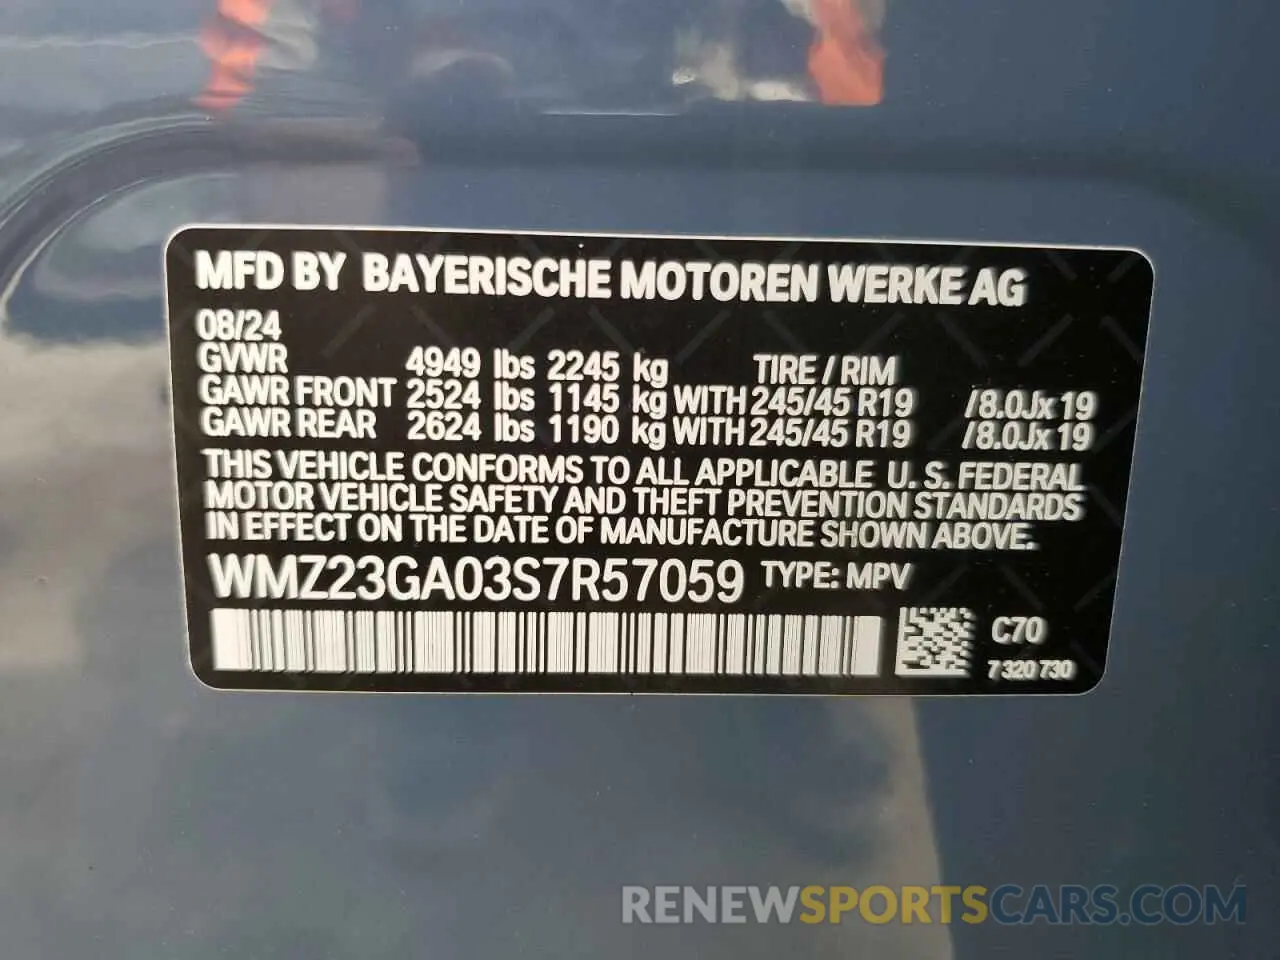 MFD BY BAYERISCHE MOTOREN WERKE AG
08/24
GVWR 4949 lbs 2245 kg TIRE / RIM
GAWR FRONT 2524 lbs 1145 kg WITH 245/45 R19 /8.0Jx 19
GAWR REAR 2624 lbs 1190 kg WITH 245/45 R19 /8.0Jx 19
THIS VEHICLE CONFORMS TO ALL APPLICABLE U. S. FEDERAL
MOTOR VEHICLE SAFETY AND THEFT PREVENTION STANDARDS
IN EFFECT ON THE DATE OF MANUFACTURE SHOWN ABOVE.
WMZ23GA03S7R57059 TYPE: MPV
C70
7 320 730
RENEWSPORTSCARS.COM